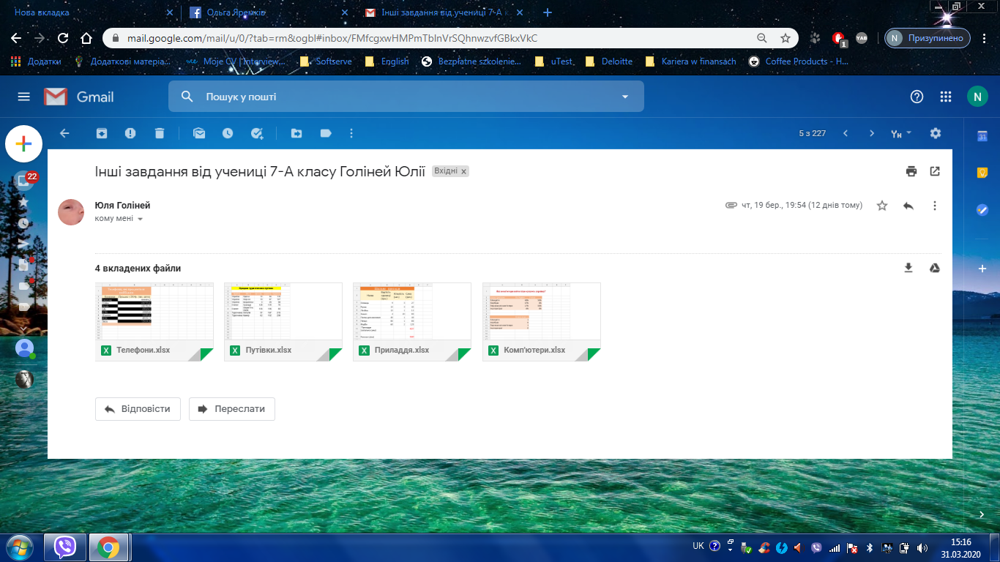 Нова вкладка
Ольга Яремків
Інші завдання від учениці 7-А к
mail.google.com/mail/u/0/?tab=rm&ogbl#inbox/FMfcgxwHMPmTblnVrSQhnwzvfGBkxVkC
1
YAB
N Призупинено
Додатки
Додаткові матеріа...
Moje CV | Interview...
Softserve
English
Bezpłatne szkolenie...
uTest
Deloitte
Kariera w finansach
Coffee Products - H...
Gmail
Пошук у пошті
N
5 з 227
Ун
31
22
Інші завдання від учениці 7-А класу Голіней Юлії
Вхідні x
Юля Голіней
чт, 19 бер., 19:54 (12 днів тому)
кому мені
4 вкладених файли
Телефони.xlsx
Путівки.xlsx
Приладдя.xlsx
Комп'ютери.xlsx
Відповісти
Переслати
UK
15:16
31.03.2020